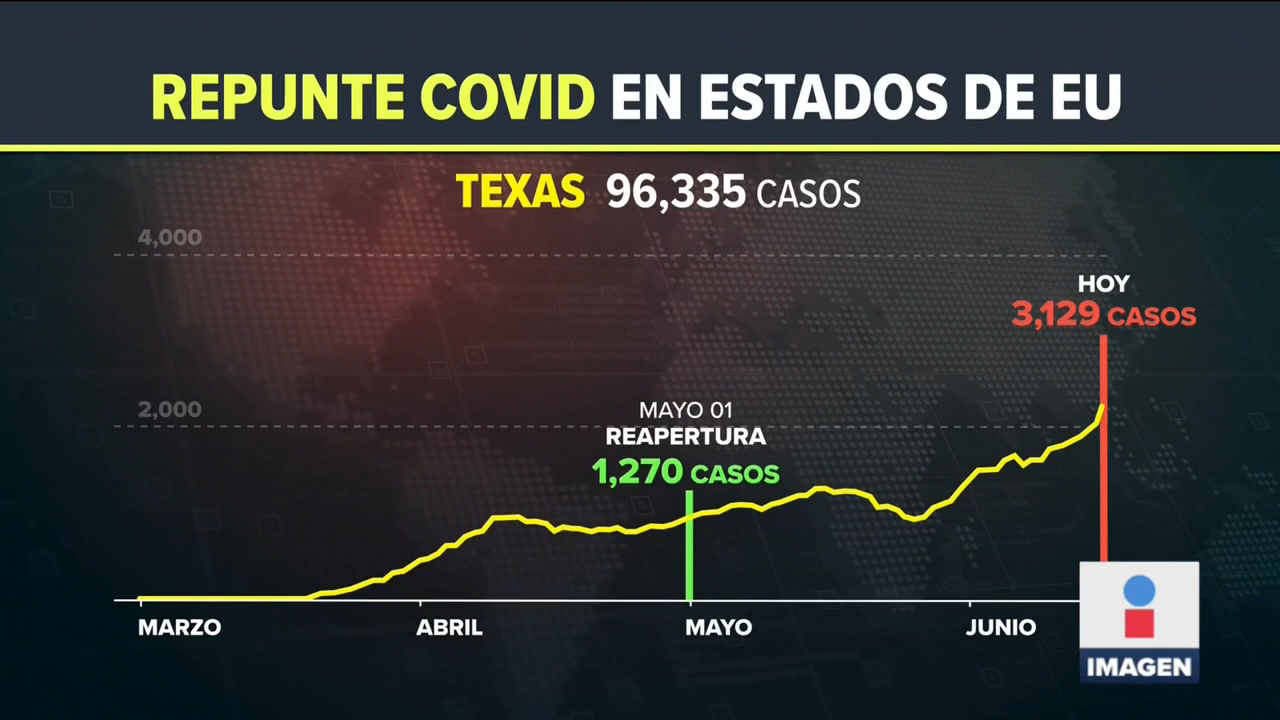 REPUNTE COVID EN ESTADOS DE EU
TEXAS 96,335 CASOS
4,000
HOY
3,129 CASOS
2,000
MAYO 01
REAPERTURA
1,270 CASOS
MARZO
ABRIL
MAYO
JUNIO
IMAGEN